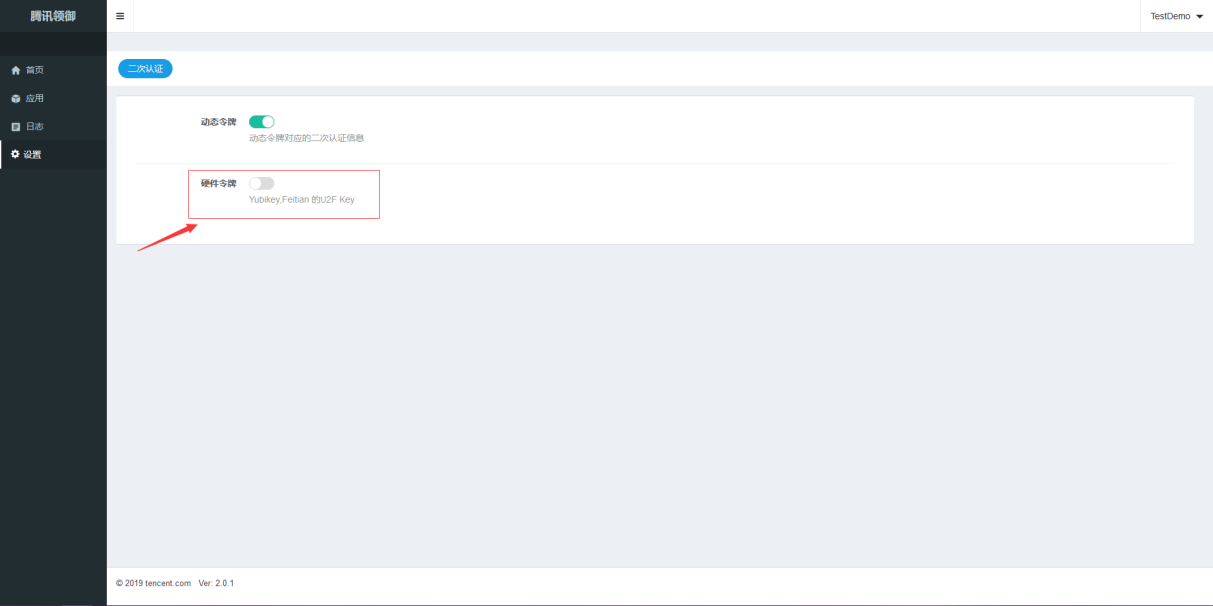 腾讯领御
TestDemo
首页
应用
日志
设置
二次认证
动态令牌
动态令牌对应的二次认证信息
硬件令牌
Yubikey,Feitian 的U2F Key
© 2019 tencent.com Ver: 2.0.1